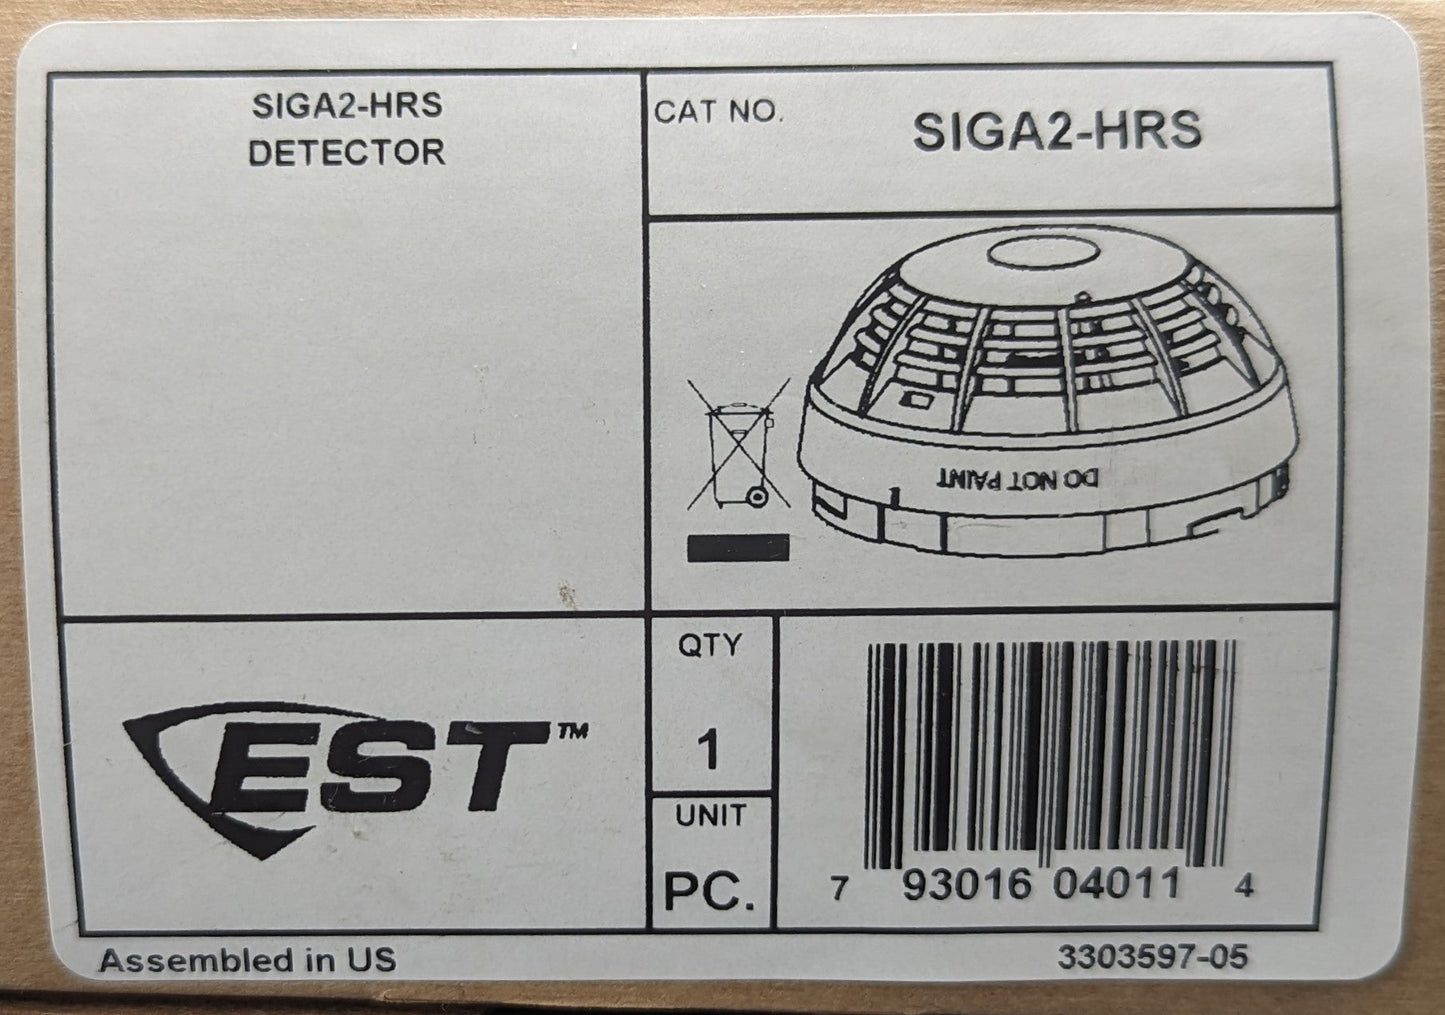 SIGA2-HRS
DETECTOR
CAT NO.
SIGA2-HRS
DO NOT PAINT
EST™
QTY
1
UNIT
PC.
7 93016 04011 4
Assembled in US
3303597-05